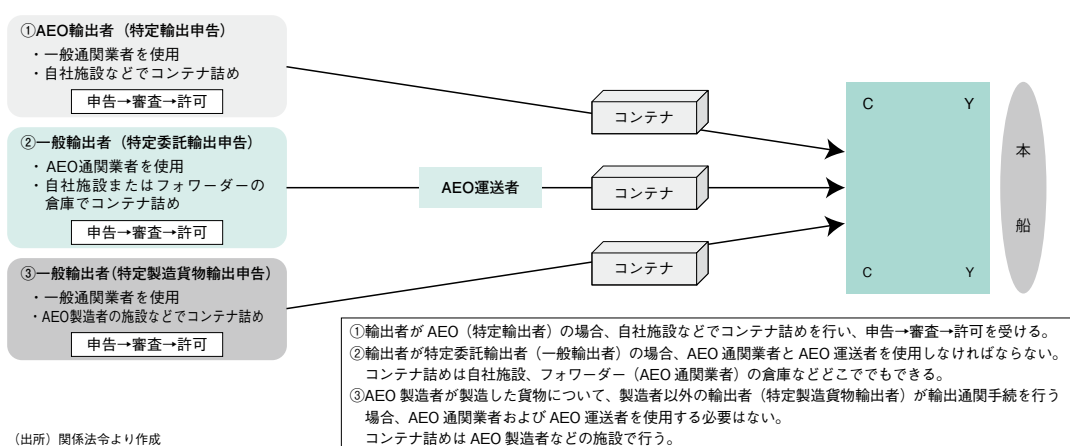 ①AEO輸出者（特定輸出申告）
・一般通関業者を使用
・自社施設などでコンテナ詰め
申告→審査→許可
②一般輸出者（特定委託輸出申告）
・AEO通関業者を使用
・自社施設またはフォワーダーの
倉庫でコンテナ詰め
申告→審査→許可
③一般輸出者(特定製造貨物輸出申告)
・一般通関業者を使用
・AEO製造者の施設などでコンテナ詰め
申告→審査→許可
AEO運送者
コンテナ
コンテナ
コンテナ
C Y
C Y
本船
①輸出者が AEO（特定輸出者）の場合、自社施設などでコンテナ詰めを行い、申告→審査→許可を受ける。
②輸出者が特定委託輸出者（一般輸出者）の場合、AEO 通関業者と AEO 運送者を使用しなければならない。
コンテナ詰めは自社施設、フォワーダー（AEO 通関業者）の倉庫などどこででもできる。
③AEO 製造者が製造した貨物について、製造者以外の輸出者（特定製造貨物輸出者）が輸出通関手続を行う
場合、AEO 通関業者および AEO 運送者を使用する必要はない。
コンテナ詰めは AEO 製造者などの施設で行う。
（出所）関係法令より作成